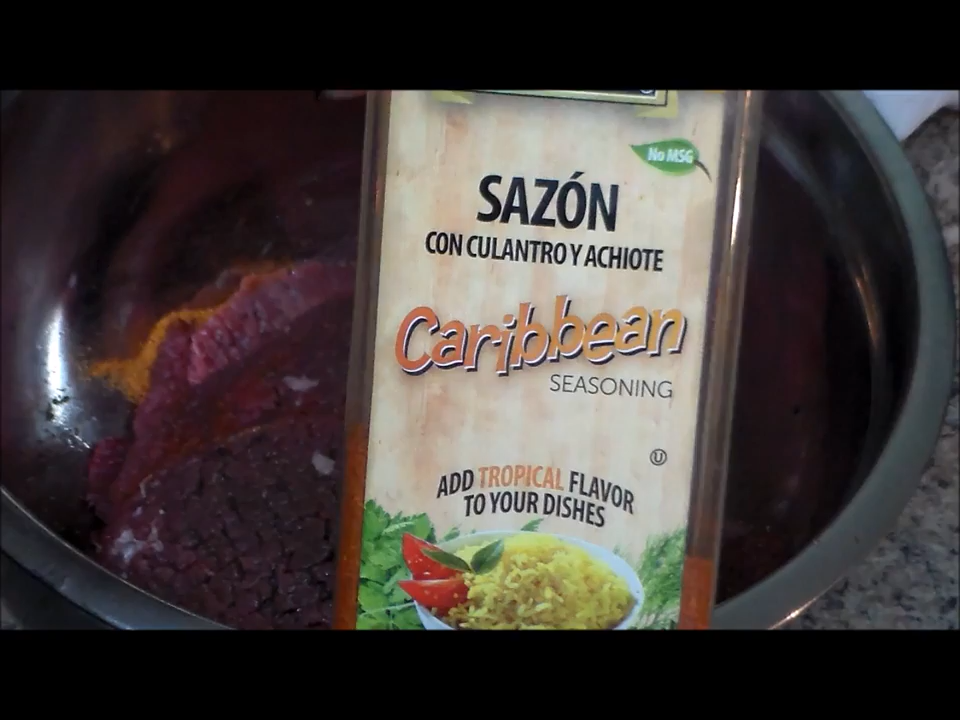 No MSG
SAZÓN
CON CULANTRO Y ACHIOTE
Caribbean
SEASONING
U
ADD TROPICAL FLAVOR
TO YOUR DISHES